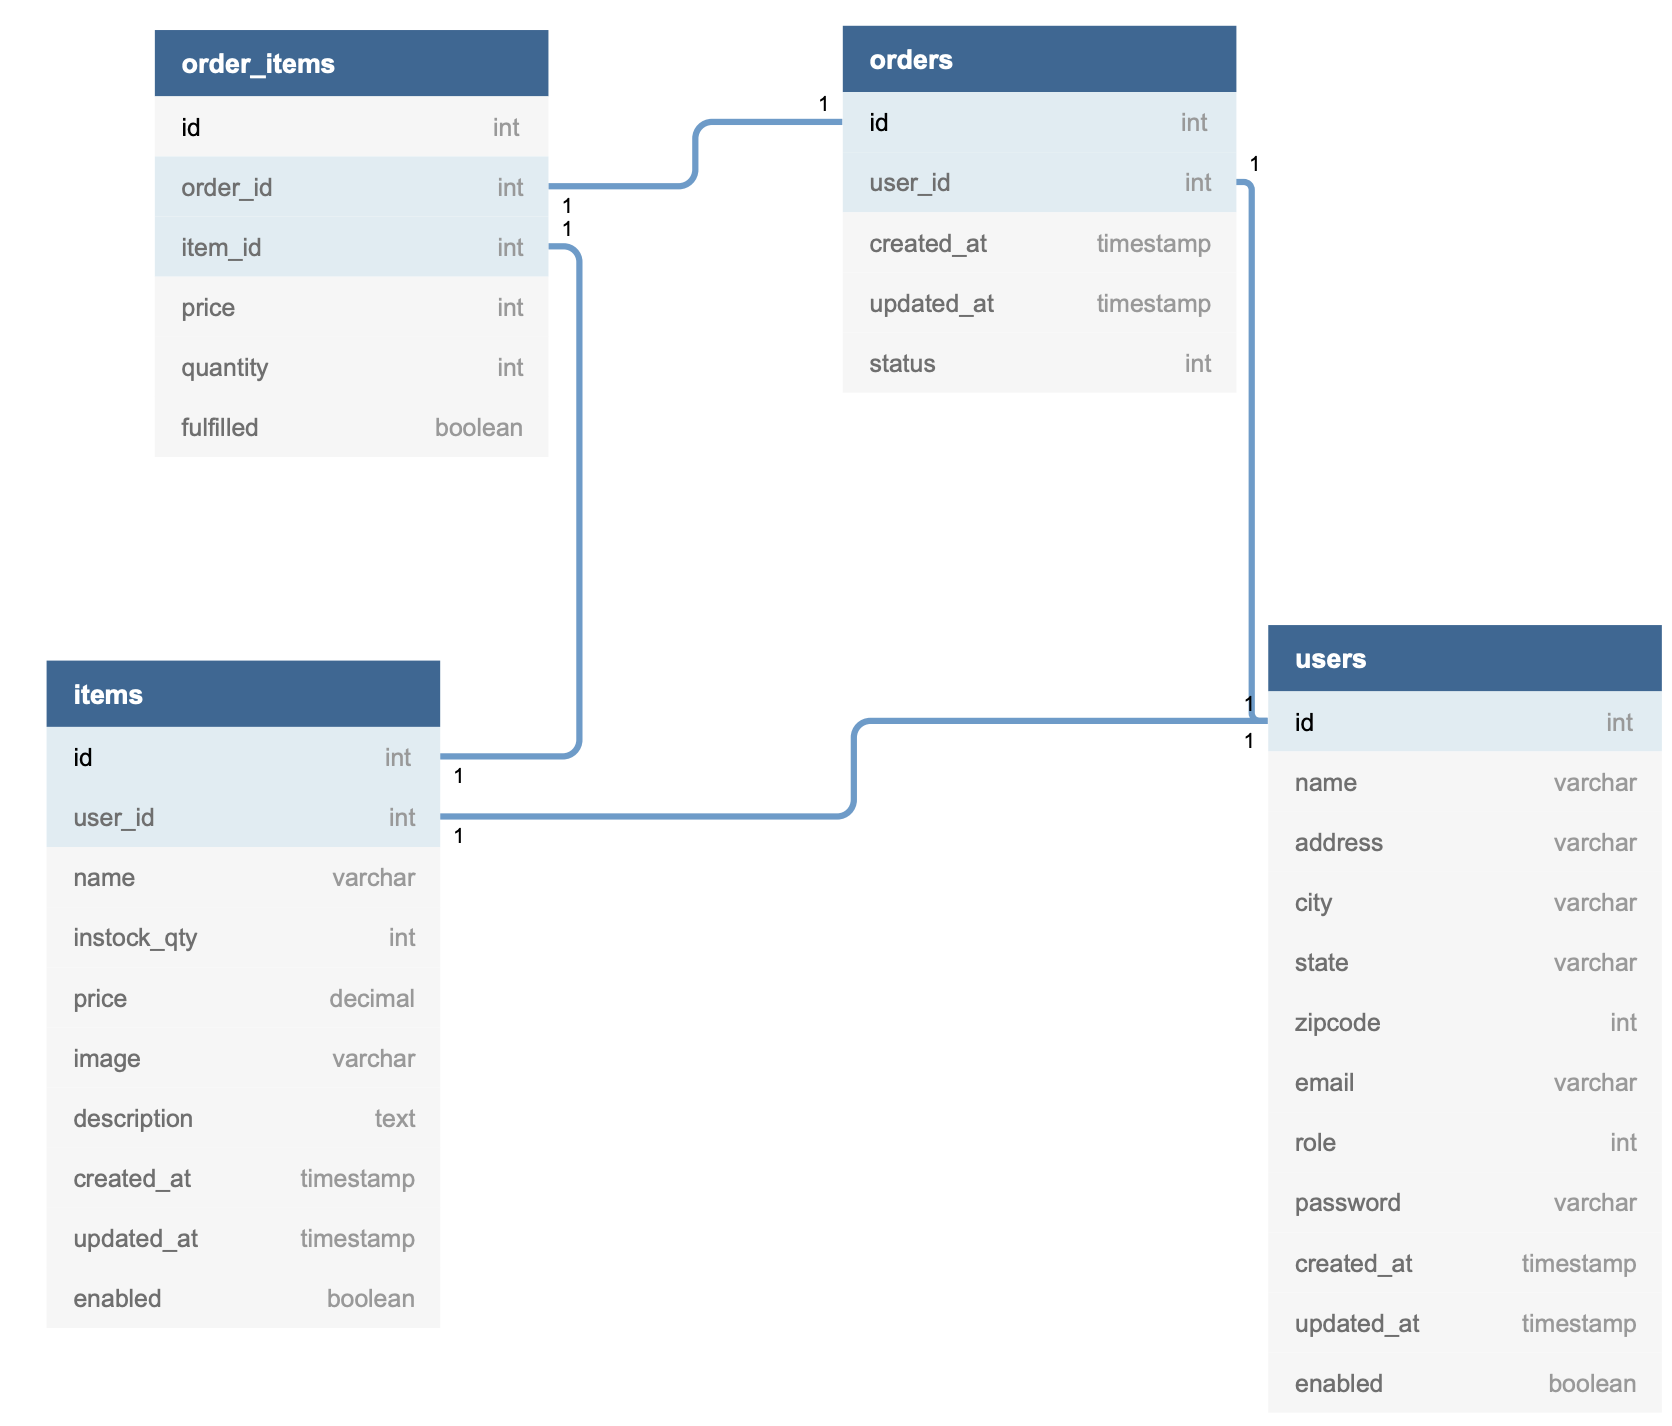 order_items
id int
order_id int
1
1
item_id int
price int
quantity int
fulfilled boolean
orders
1
id int
1
user_id int
created_at timestamp
updated_at timestamp
status int
items
id int
1
user_id int
1
name varchar
instock_qty int
price decimal
image varchar
description text
created_at timestamp
updated_at timestamp
enabled boolean
users
1
id int
1
name varchar
address varchar
city varchar
state varchar
zipcode int
email varchar
role int
password varchar
created_at timestamp
updated_at timestamp
enabled boolean